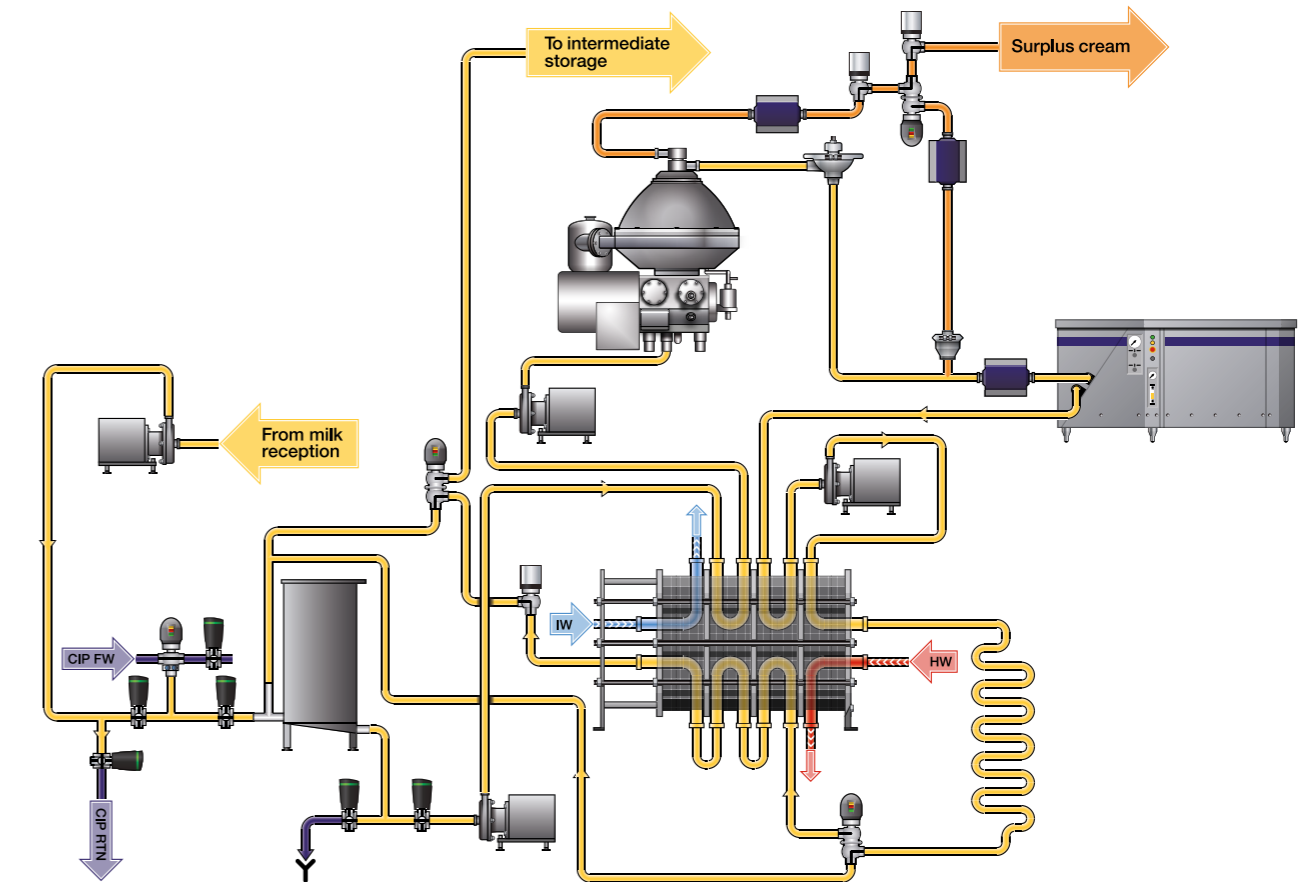 To intermediate
storage
Surplus cream
From milk
reception
IW
CIP FW
HW
CIP RTN
Y